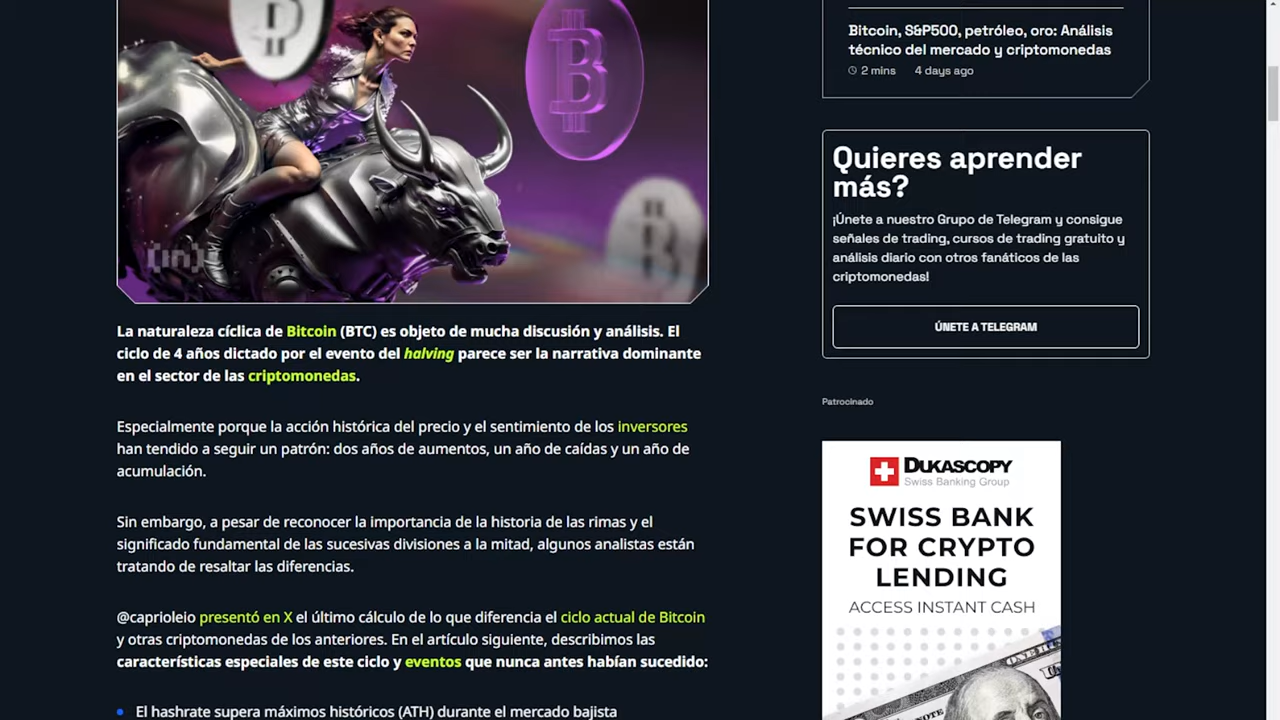 La naturaleza cíclica de Bitcoin (BTC) es objeto de mucha discusión y análisis. El
ciclo de 4 años dictado por el evento del halving parece ser la narrativa dominante
en el sector de las criptomonedas.
Especialmente porque la acción histórica del precio y el sentimiento de los inversores
han tendido a seguir un patrón: dos años de aumentos, un año de caídas y un año de
acumulación.
Sin embargo, a pesar de reconocer la importancia de la historia de las rimas y el
significado fundamental de las sucesivas divisiones a la mitad, algunos analistas están
tratando de resaltar las diferencias.
@caprioleio presentó en X el último cálculo de lo que diferencia el ciclo actual de Bitcoin
y otras criptomonedas de los anteriores. En el artículo siguiente, describimos las
características especiales de este ciclo y eventos que nunca antes habían sucedido:
El hashrate supera máximos históricos (ATH) durante el mercado bajista
Bitcoin, S&P500, petróleo, oro: Análisis
técnico del mercado y criptomonedas
2 mins 4 days ago
Quieres aprender
más?
¡Únete a nuestro Grupo de Telegram y consigue
señales de trading, cursos de trading gratuito y
análisis diario con otros fanáticos de las
criptomonedas!
ÚNETE A TELEGRAM
Patrocinado
DUKASCOPY
Swiss Banking Group
SWISS BANK
FOR CRYPTO
LENDING
ACCESS INSTANT CASH